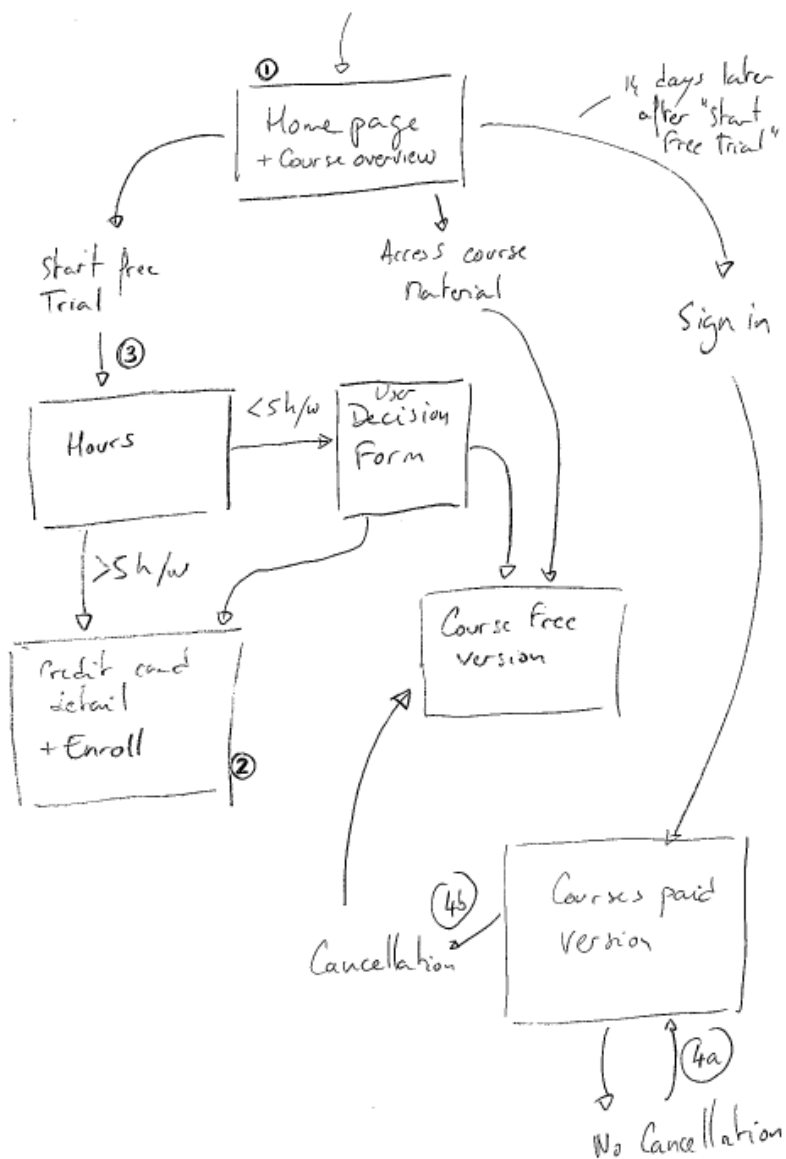 ①
Home page
+ Course overview
14 days later
after "start
free trial"
Start free
Trial
Access course
Material
Sign in
③
Hours
<5h/w
User
Decision
Form
>5h/w
Credit card
detail
+ Enroll
②
Course free
version
Courses paid
version
4b
Cancellation
4a
No Cancellation